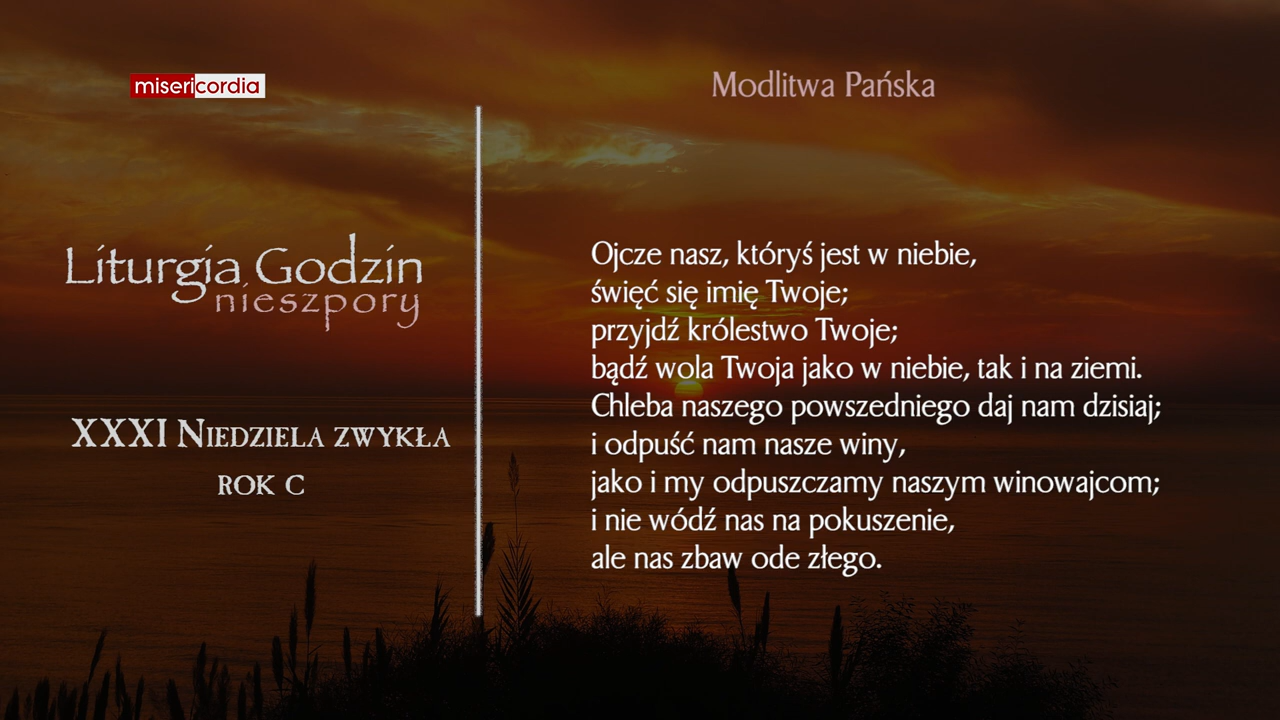 misericordia
Liturgia Godzin
nieszpory
XXXI Niedziela zwykła
rok C
Modlitwa Pańska
Ojcze nasz, któryś jest w niebie,
święć się imię Twoje;
przyjdź królestwo Twoje;
bądź wola Twoja jako w niebie, tak i na ziemi.
Chleba naszego powszedniego daj nam dzisiaj;
i odpuść nam nasze winy,
jako i my odpuszczamy naszym winowajcom;
i nie wódź nas na pokuszenie,
ale nas zbaw ode złego.